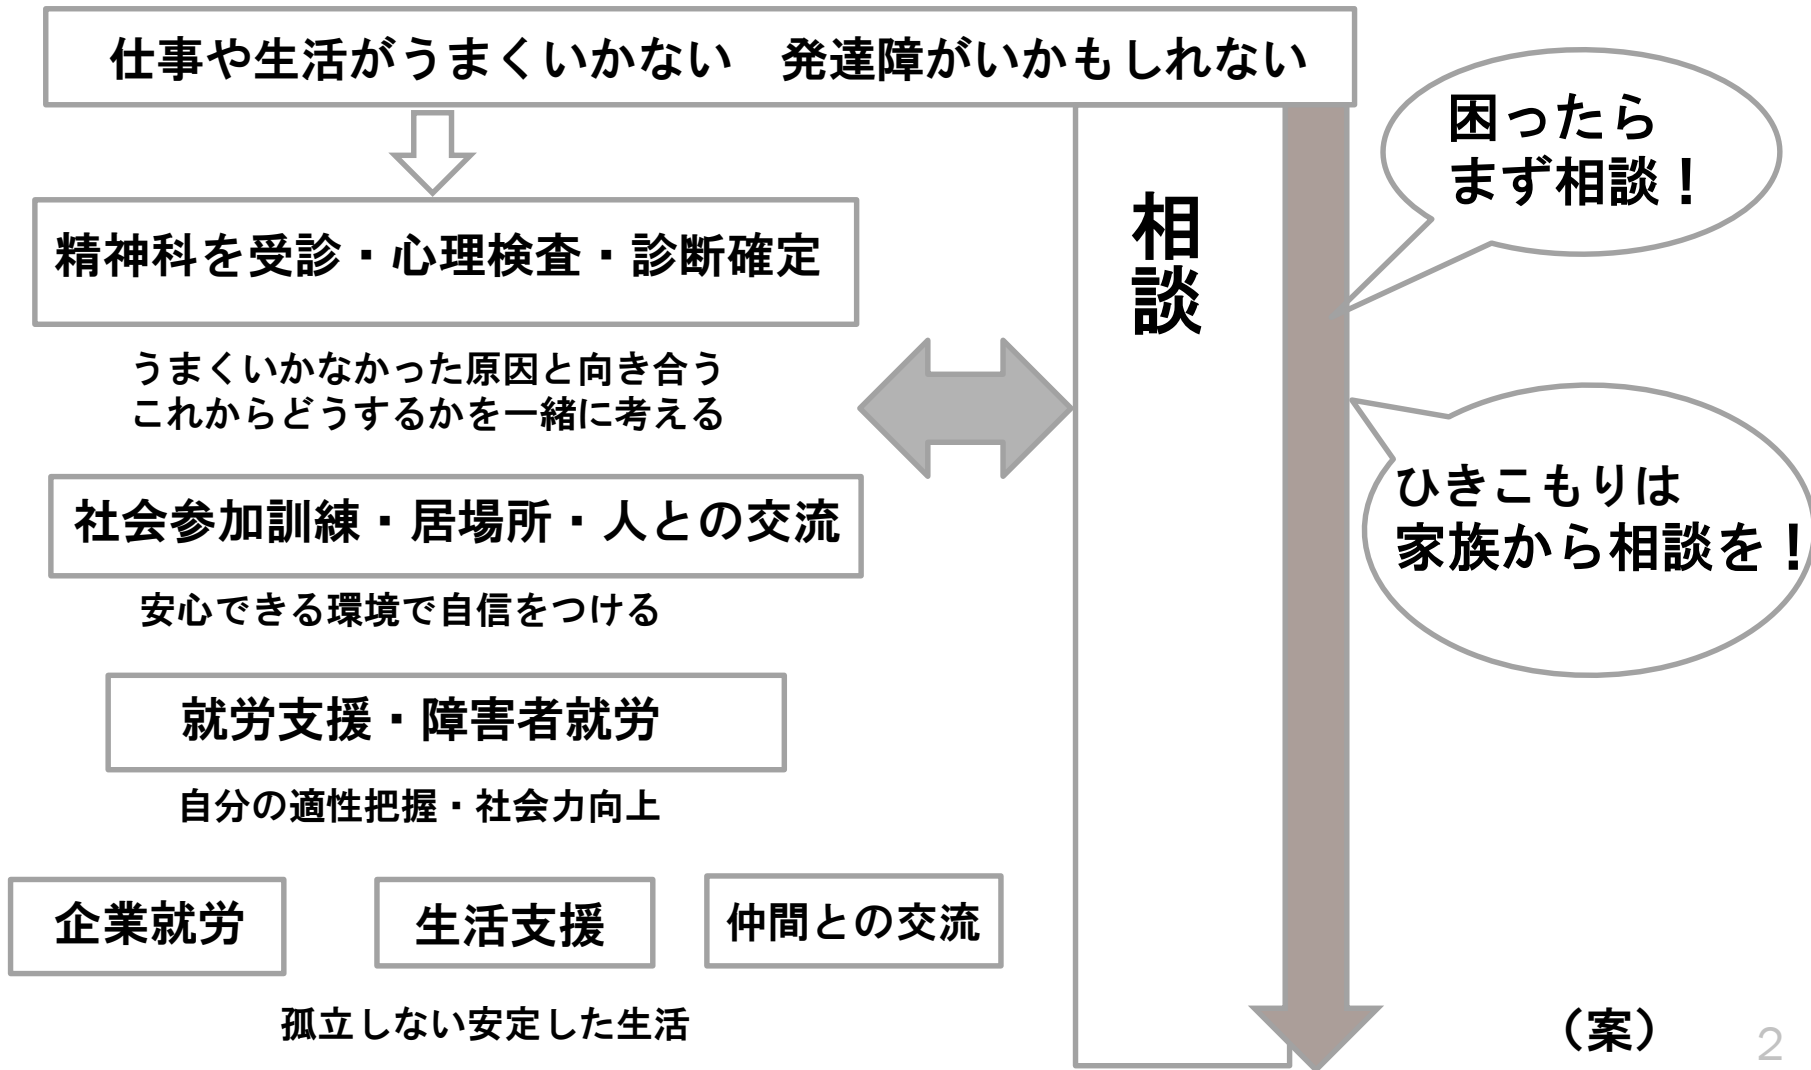 仕事や生活がうまくいかない　発達障がいかもしれない
困ったら
まず相談！
相談
精神科を受診・心理検査・診断確定
うまくいかなかった原因と向き合う
これからどうするかを一緒に考える
ひきこもりは
家族から相談を！
社会参加訓練・居場所・人との交流
安心できる環境で自信をつける
就労支援・障害者就労
自分の適性把握・社会力向上
企業就労
生活支援
仲間との交流
孤立しない安定した生活
（案）
2